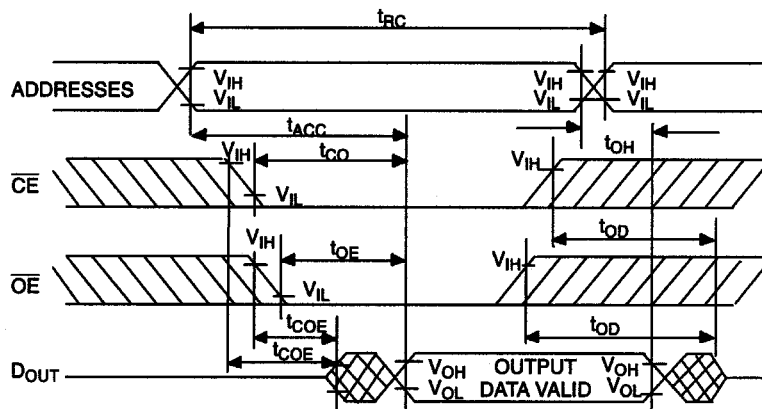 tRC
ADDRESSES
VIH
VIL
VIH
VIL
VIH
VIL
tACC
tCO
tOH
CE
VIH
VIL
VIH
tOD
OE
VIH
VIL
tOE
VIH
tOD
tCOE
tCOE
DOUT
VOH
VOL
OUTPUT
DATA VALID
VOH
VOL